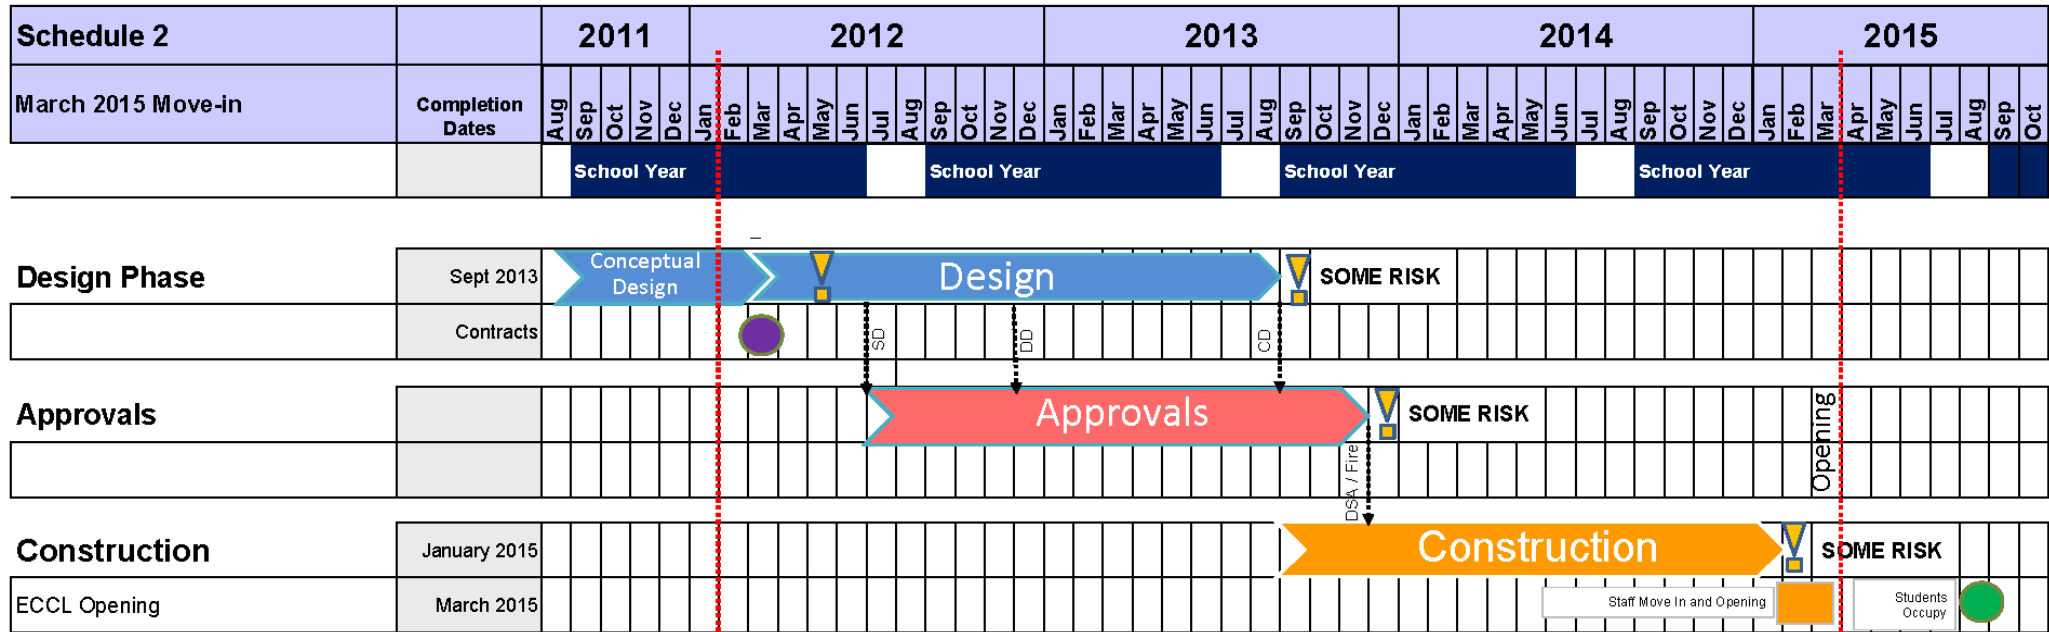 Schedule 2
2011 2012 2013 2014 2015
March 2015 Move-in
Completion
Dates
Aug Sep Oct Nov Dec Jan Feb Mar Apr May Jun Jul Aug Sep Oct Nov Dec Jan Feb Mar Apr May Jun Jul Aug Sep Oct Nov Dec Jan Feb Mar Apr May Jun Jul Aug Sep Oct Nov Dec Jan Feb Mar Apr May Jun Jul Aug Sep Oct
School Year School Year School Year School Year
Design Phase
Sept 2013
Conceptual
Design
Design
SOME RISK
Contracts
SD
DD
CD
Approvals
Approvals
SOME RISK
Opening
DSA / Fire
Construction
January 2015
Construction
SOME RISK
ECCL Opening
March 2015
Staff Move In and Opening
Students
Occupy